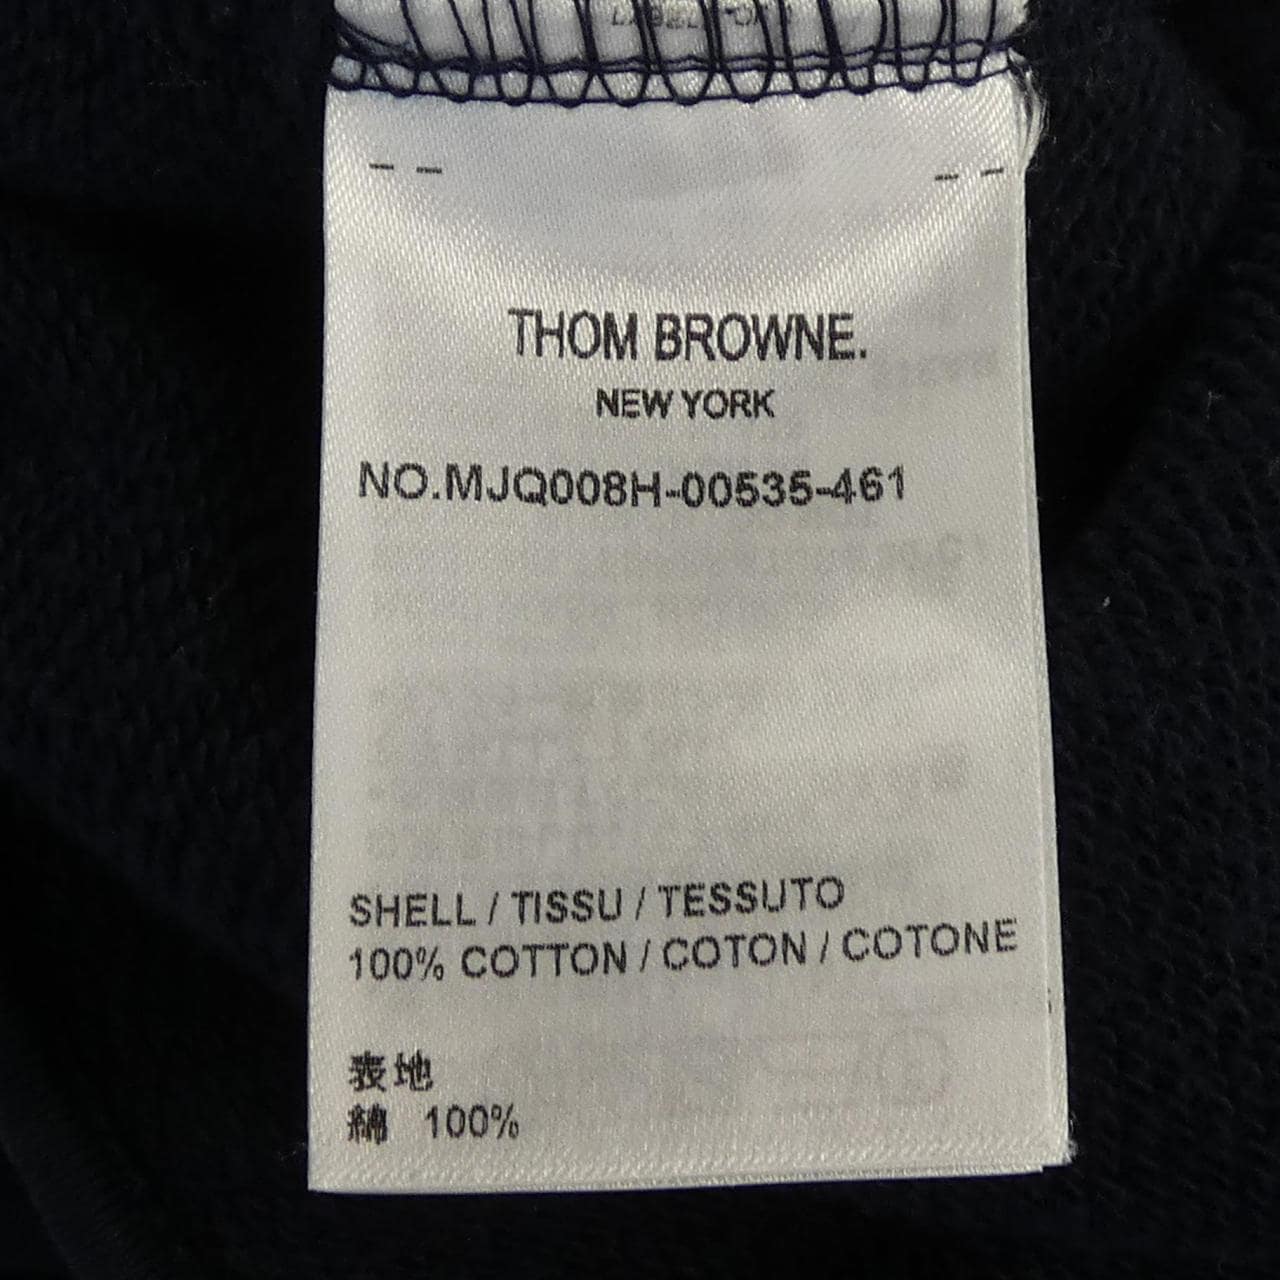 THOM BROWNE.
NEW YORK
NO.MJQ008H-00535-461
SHELL / TISSU / TESSUTO
100% COTTON / COTON / COTONE
表地
綿 100%